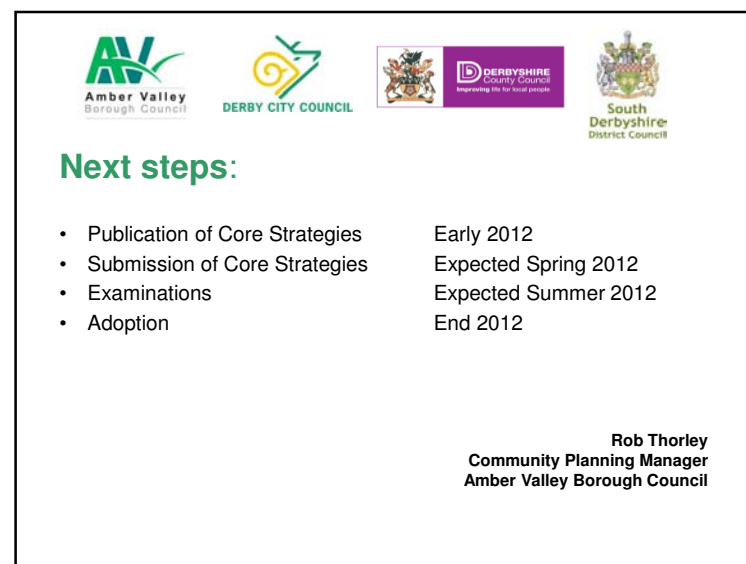 AV
Amber Valley
Borough Council
DERBY CITY COUNCIL
DERBYSHIRE
County Council
Improving life for local people
South
Derbyshire
District Council
Next steps:
• Publication of Core Strategies Early 2012
• Submission of Core Strategies Expected Spring 2012
• Examinations Expected Summer 2012
• Adoption End 2012
Rob Thorley
Community Planning Manager
Amber Valley Borough Council